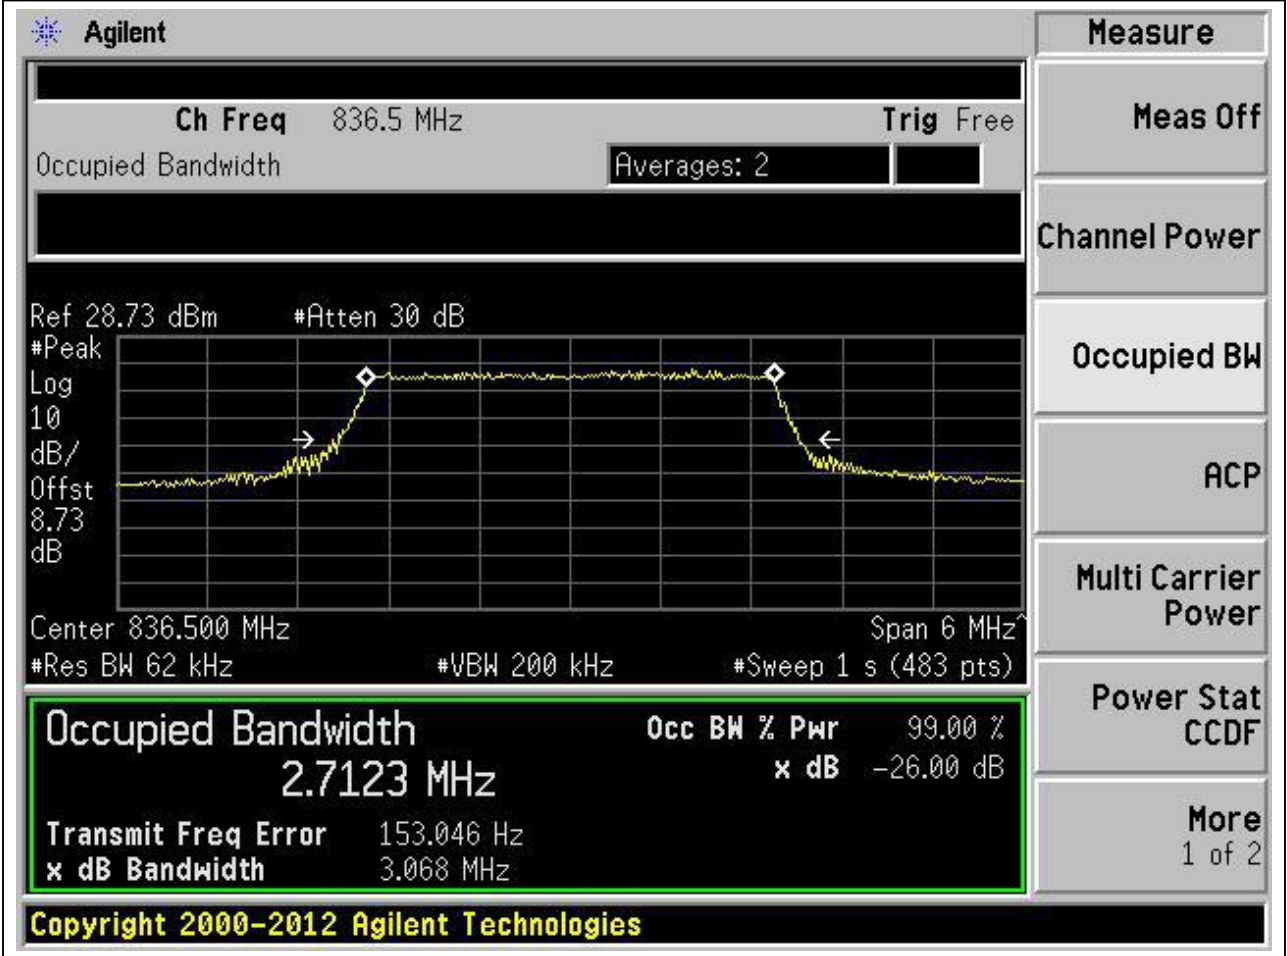 Agilent
Measure
Ch Freq 836.5 MHz Trig Free
Meas Off
Occupied Bandwidth Averages: 2
Channel Power
Ref 28.73 dBm #Atten 30 dB
#Peak
Log
10
dB/
Offst
8.73
dB
Occupied BW
ACP
Center 836.500 MHz Span 6 MHz^
#Res BW 62 kHz #VBW 200 kHz #Sweep 1 s (483 pts)
Multi Carrier
Power
Occupied Bandwidth Occ BW % Pwr 99.00 %
2.7123 MHz x dB -26.00 dB
Transmit Freq Error 153.046 Hz
x dB Bandwidth 3.068 MHz
Power Stat
CCDF
More
1 of 2
Copyright 2000-2012 Agilent Technologies